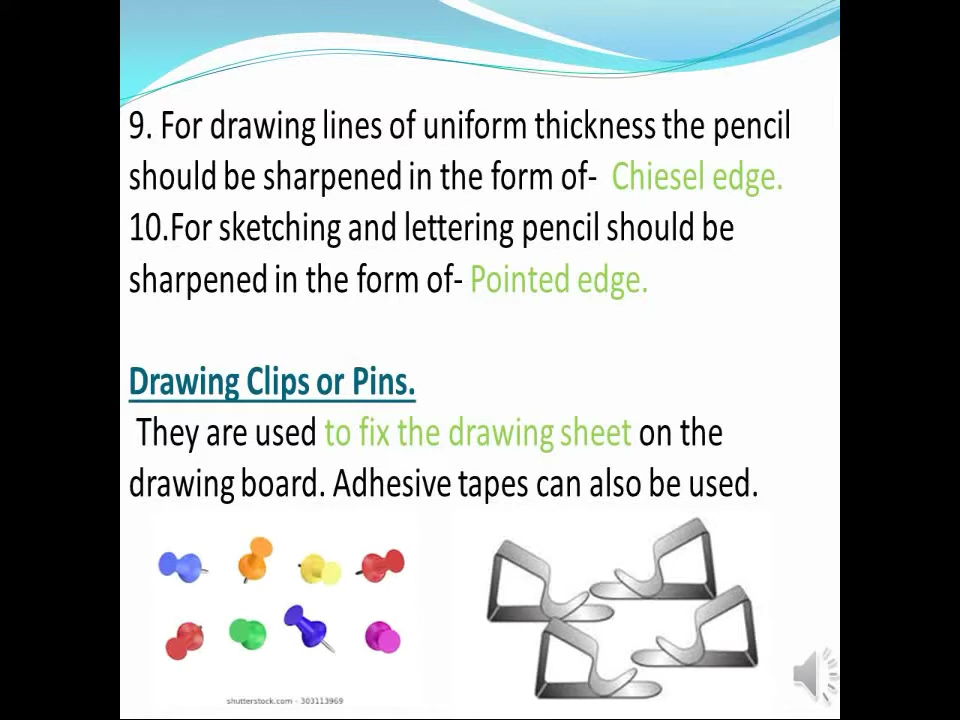 9. For drawing lines of uniform thickness the pencil
should be sharpened in the form of- Chiesel edge.
10.For sketching and lettering pencil should be
sharpened in the form of- Pointed edge.
Drawing Clips or Pins.
They are used to fix the drawing sheet on the
drawing board. Adhesive tapes can also be used.
shutterstock.com - 303113969